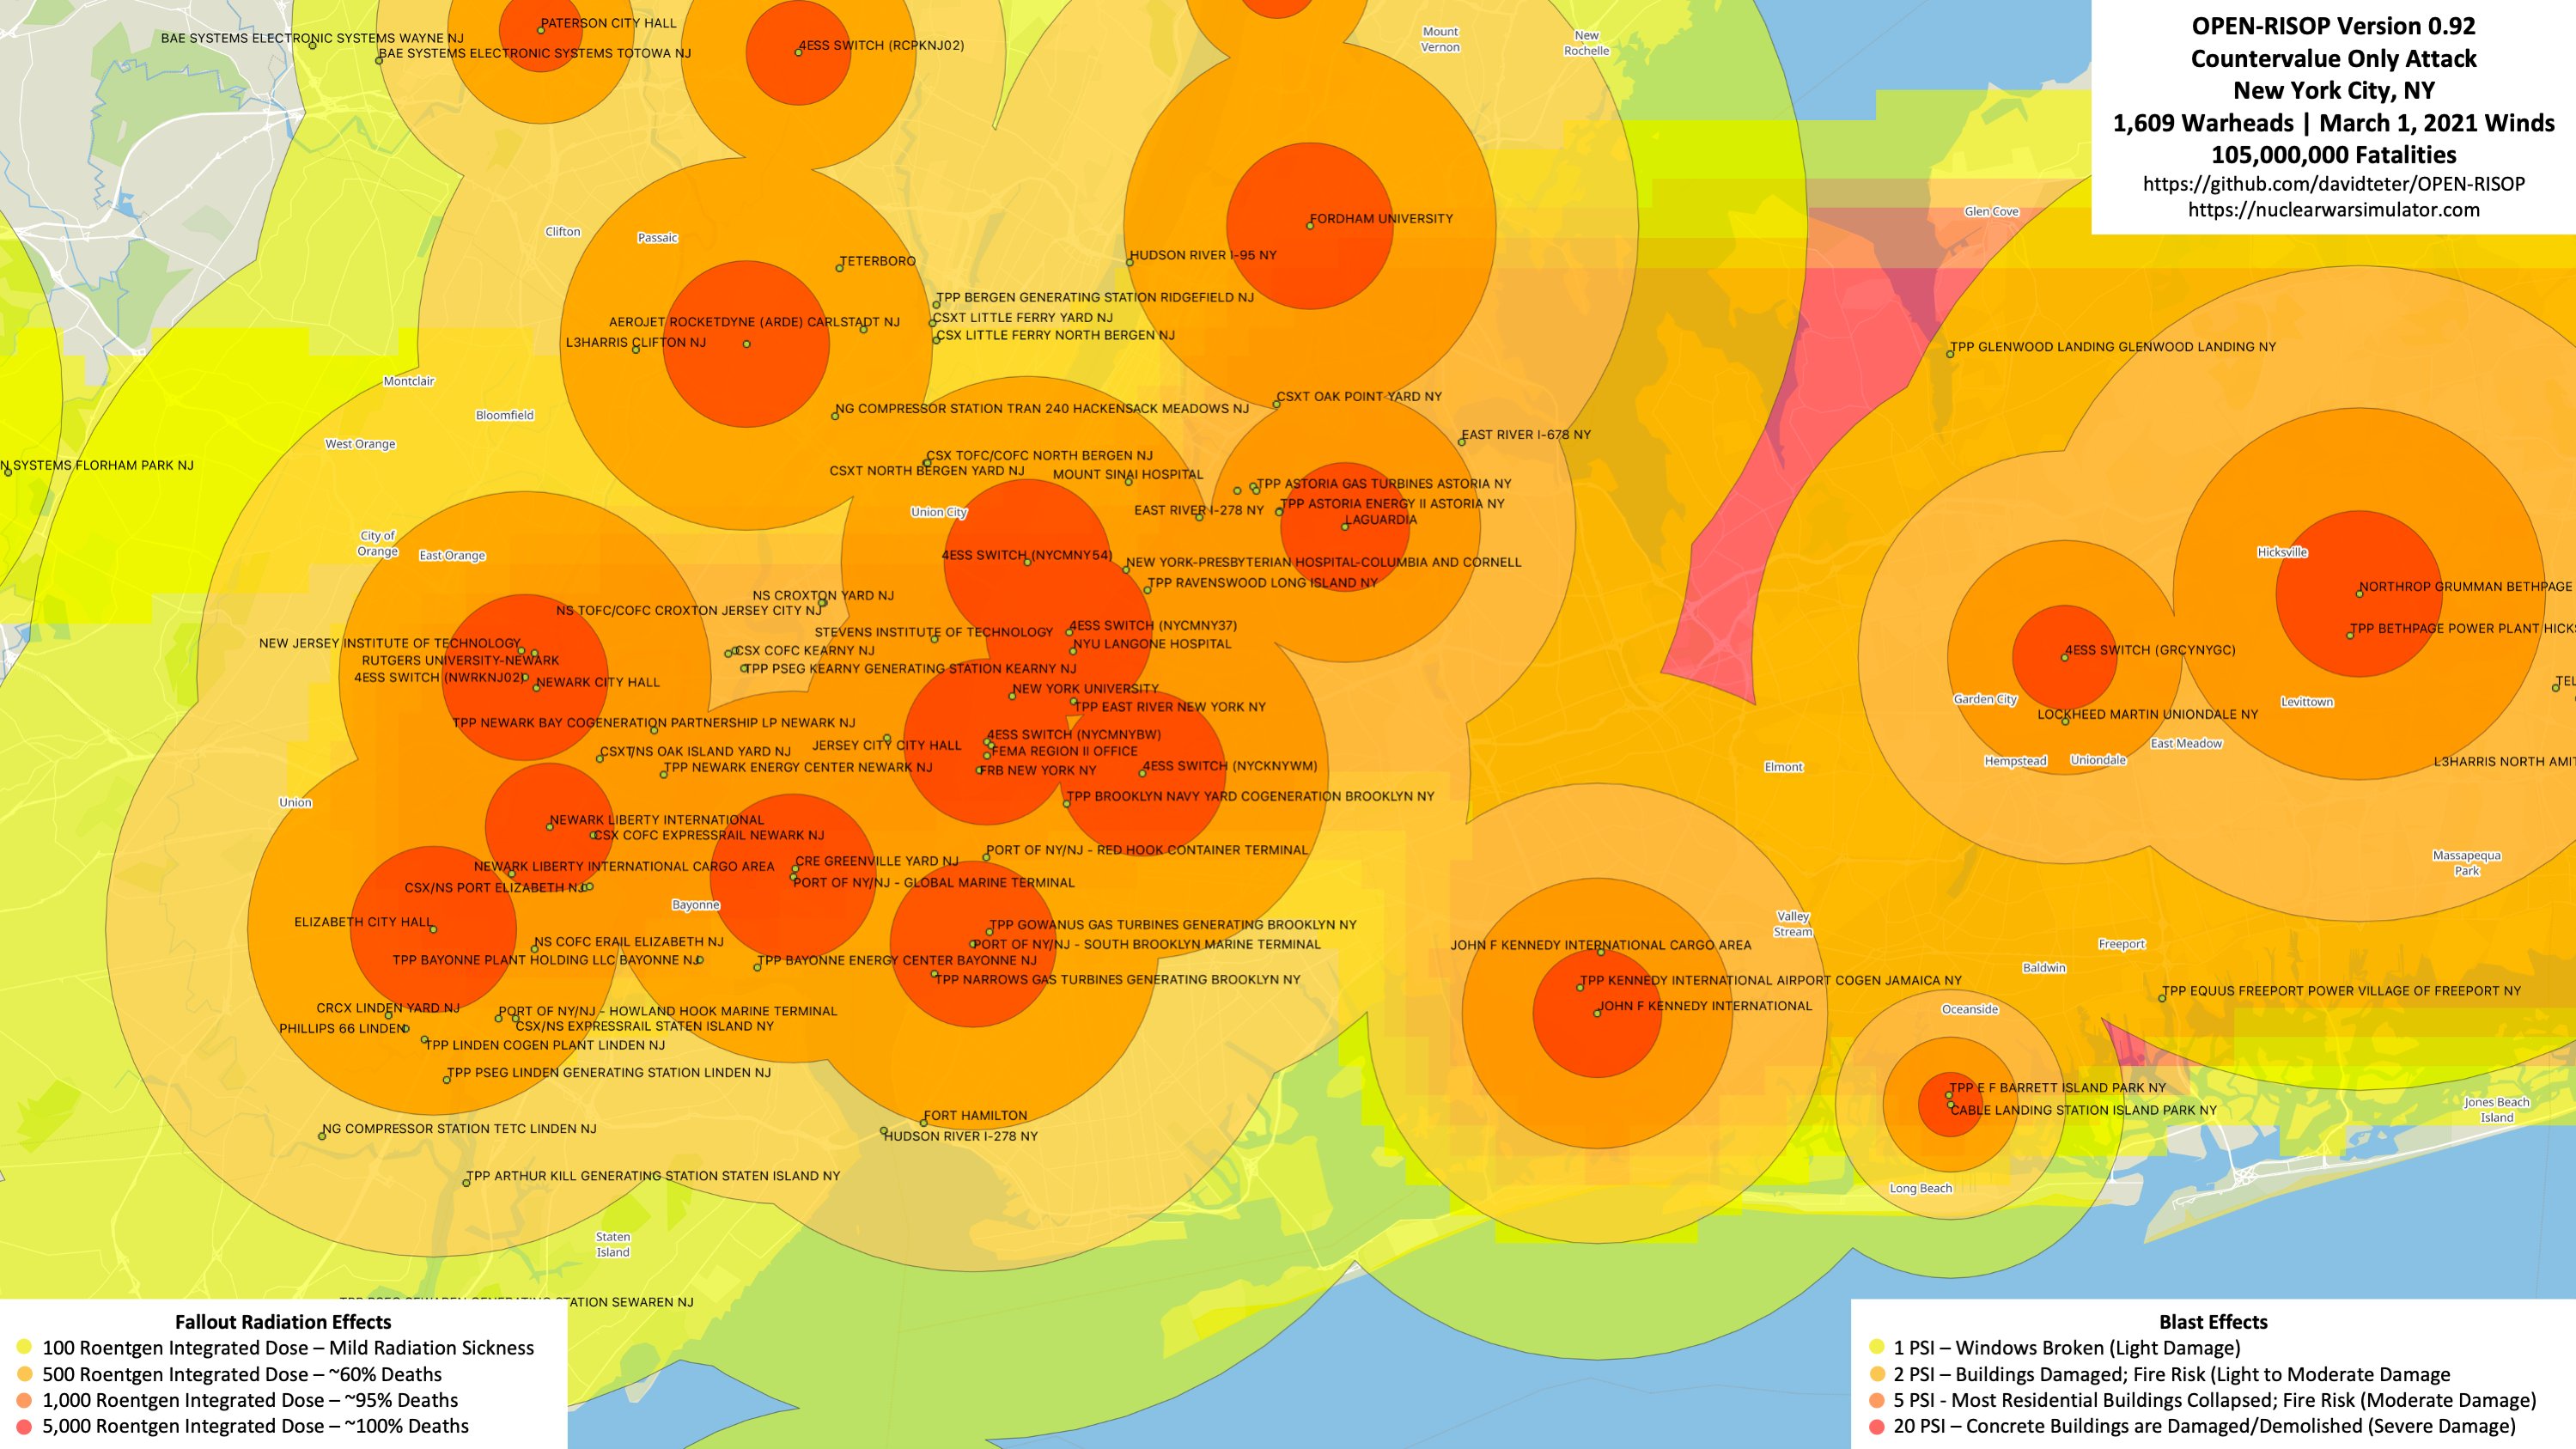 OPEN-RISOP Version 0.92
Countervalue Only Attack
New York City, NY
1,609 Warheads | March 1, 2021 Winds
105,000,000 Fatalities
https://github.com/davidteter/OPEN-RISOP
https://nuclearwarsimulator.com
PATERSON CITY HALL
BAE SYSTEMS ELECTRONIC SYSTEMS WAYNE NJ
BAE SYSTEMS ELECTRONIC SYSTEMS TOTOWA NJ
4ESS SWITCH (RCPKNJ02)
Mount
Vernon
New
Rochelle
Glen Cove
FORDHAM UNIVERSITY
Clifton
Passaic
HUDSON RIVER I-95 NY
TETERBORO
TPP BERGEN GENERATING STATION RIDGEFIELD NJ
CSXT LITTLE FERRY YARD NJ
AEROJET ROCKETDYNE (ARDE) CARLSTADT NJ
CSX LITTLE FERRY NORTH BERGEN NJ
L3HARRIS CLIFTON NJ
TPP GLENWOOD LANDING GLENWOOD LANDING NY
Montclair
CSXT OAK POINT YARD NY
NG COMPRESSOR STATION TRAN 240 HACKENSACK MEADOWS NJ
Bloomfield
EAST RIVER I-678 NY
West Orange
CSX TOFC/COFC NORTH BERGEN NJ
N SYSTEMS FLORHAM PARK NJ
CSXT NORTH BERGEN YARD NJ
MOUNT SINAI HOSPITAL
TPP ASTORIA GAS TURBINES ASTORIA NY
TPP ASTORIA ENERGY II ASTORIA NY
EAST RIVER I-278 NY
Union City
LAGUARDIA
City of
Orange
East Orange
4ESS SWITCH (NYCMNY54)
Hicksville
NEW YORK-PRESBYTERIAN HOSPITAL-COLUMBIA AND CORNELL
TPP RAVENSWOOD LONG ISLAND NY
NORTHROP GRUMMAN BETHPAGE
NS CROXTON YARD NJ
NS TOFC/COFC CROXTON JERSEY CITY NJ
4ESS SWITCH (NYCMNY37)
TPP BETHPAGE POWER PLANT HICKS
STEVENS INSTITUTE OF TECHNOLOGY
NEW JERSEY INSTITUTE OF TECHNOLOGY
NYU LANGONE HOSPITAL
CSX COFC KEARNY NJ
4ESS SWITCH (GRCYNYGC)
RUTGERS UNIVERSITY-NEWARK
TPP PSEG KEARNY GENERATING STATION KEARNY NJ
4ESS SWITCH (NWRKNJ02)
NEWARK CITY HALL
TEL
NEW YORK UNIVERSITY
Garden City
Levittown
TPP EAST RIVER NEW YORK NY
LOCKHEED MARTIN UNIONDALE NY
TPP NEWARK BAY COGENERATION PARTNERSHIP LP NEWARK NJ
4ESS SWITCH (NYCMNYBW)
East Meadow
JERSEY CITY CITY HALL
CSXT/NS OAK ISLAND YARD NJ
FEMA REGION II OFFICE
Hempstead
Uniondale
L3HARRIS NORTH AMIT
TPP NEWARK ENERGY CENTER NEWARK NJ
FRB NEW YORK NY
4ESS SWITCH (NYCKNYWM)
Elmont
TPP BROOKLYN NAVY YARD COGENERATION BROOKLYN NY
Union
NEWARK LIBERTY INTERNATIONAL
CSX COFC EXPRESSRAIL NEWARK NJ
PORT OF NY/NJ - RED HOOK CONTAINER TERMINAL
Massapequa
Park
CRE GREENVILLE YARD NJ
NEWARK LIBERTY INTERNATIONAL CARGO AREA
PORT OF NY/NJ - GLOBAL MARINE TERMINAL
CSX/NS PORT ELIZABETH NJ
Bayonne
Valley
Stream
ELIZABETH CITY HALL
TPP GOWANUS GAS TURBINES GENERATING BROOKLYN NY
NS COFC ERAIL ELIZABETH NJ
PORT OF NY/NJ - SOUTH BROOKLYN MARINE TERMINAL
JOHN F KENNEDY INTERNATIONAL CARGO AREA
Freeport
TPP BAYONNE PLANT HOLDING LLC BAYONNE NJ
TPP BAYONNE ENERGY CENTER BAYONNE NJ
Baldwin
TPP NARROWS GAS TURBINES GENERATING BROOKLYN NY
TPP KENNEDY INTERNATIONAL AIRPORT COGEN JAMAICA NY
TPP EQUUS FREEPORT POWER VILLAGE OF FREEPORT NY
CRCX LINDEN YARD NJ
PORT OF NY/NJ - HOWLAND HOOK MARINE TERMINAL
JOHN F KENNEDY INTERNATIONAL
Oceanside
PHILLIPS 66 LINDEN
CSX/NS EXPRESSRAIL STATEN ISLAND NY
TPP LINDEN COGEN PLANT LINDEN NJ
TPP PSEG LINDEN GENERATING STATION LINDEN NJ
TPP E F BARRETT ISLAND PARK NY
CABLE LANDING STATION ISLAND PARK NY
Jones Beach
Island
FORT HAMILTON
NG COMPRESSOR STATION TETC LINDEN NJ
HUDSON RIVER I-278 NY
TPP ARTHUR KILL GENERATING STATION STATEN ISLAND NY
Long Beach
Staten
Island
TPP PSEG SEWAREN GENERATING STATION SEWAREN NJ
Fallout Radiation Effects
100 Roentgen Integrated Dose – Mild Radiation Sickness
500 Roentgen Integrated Dose – ~60% Deaths
1,000 Roentgen Integrated Dose – ~95% Deaths
5,000 Roentgen Integrated Dose – ~100% Deaths
Blast Effects
1 PSI – Windows Broken (Light Damage)
2 PSI – Buildings Damaged; Fire Risk (Light to Moderate Damage
5 PSI - Most Residential Buildings Collapsed; Fire Risk (Moderate Damage)
20 PSI – Concrete Buildings are Damaged/Demolished (Severe Damage)